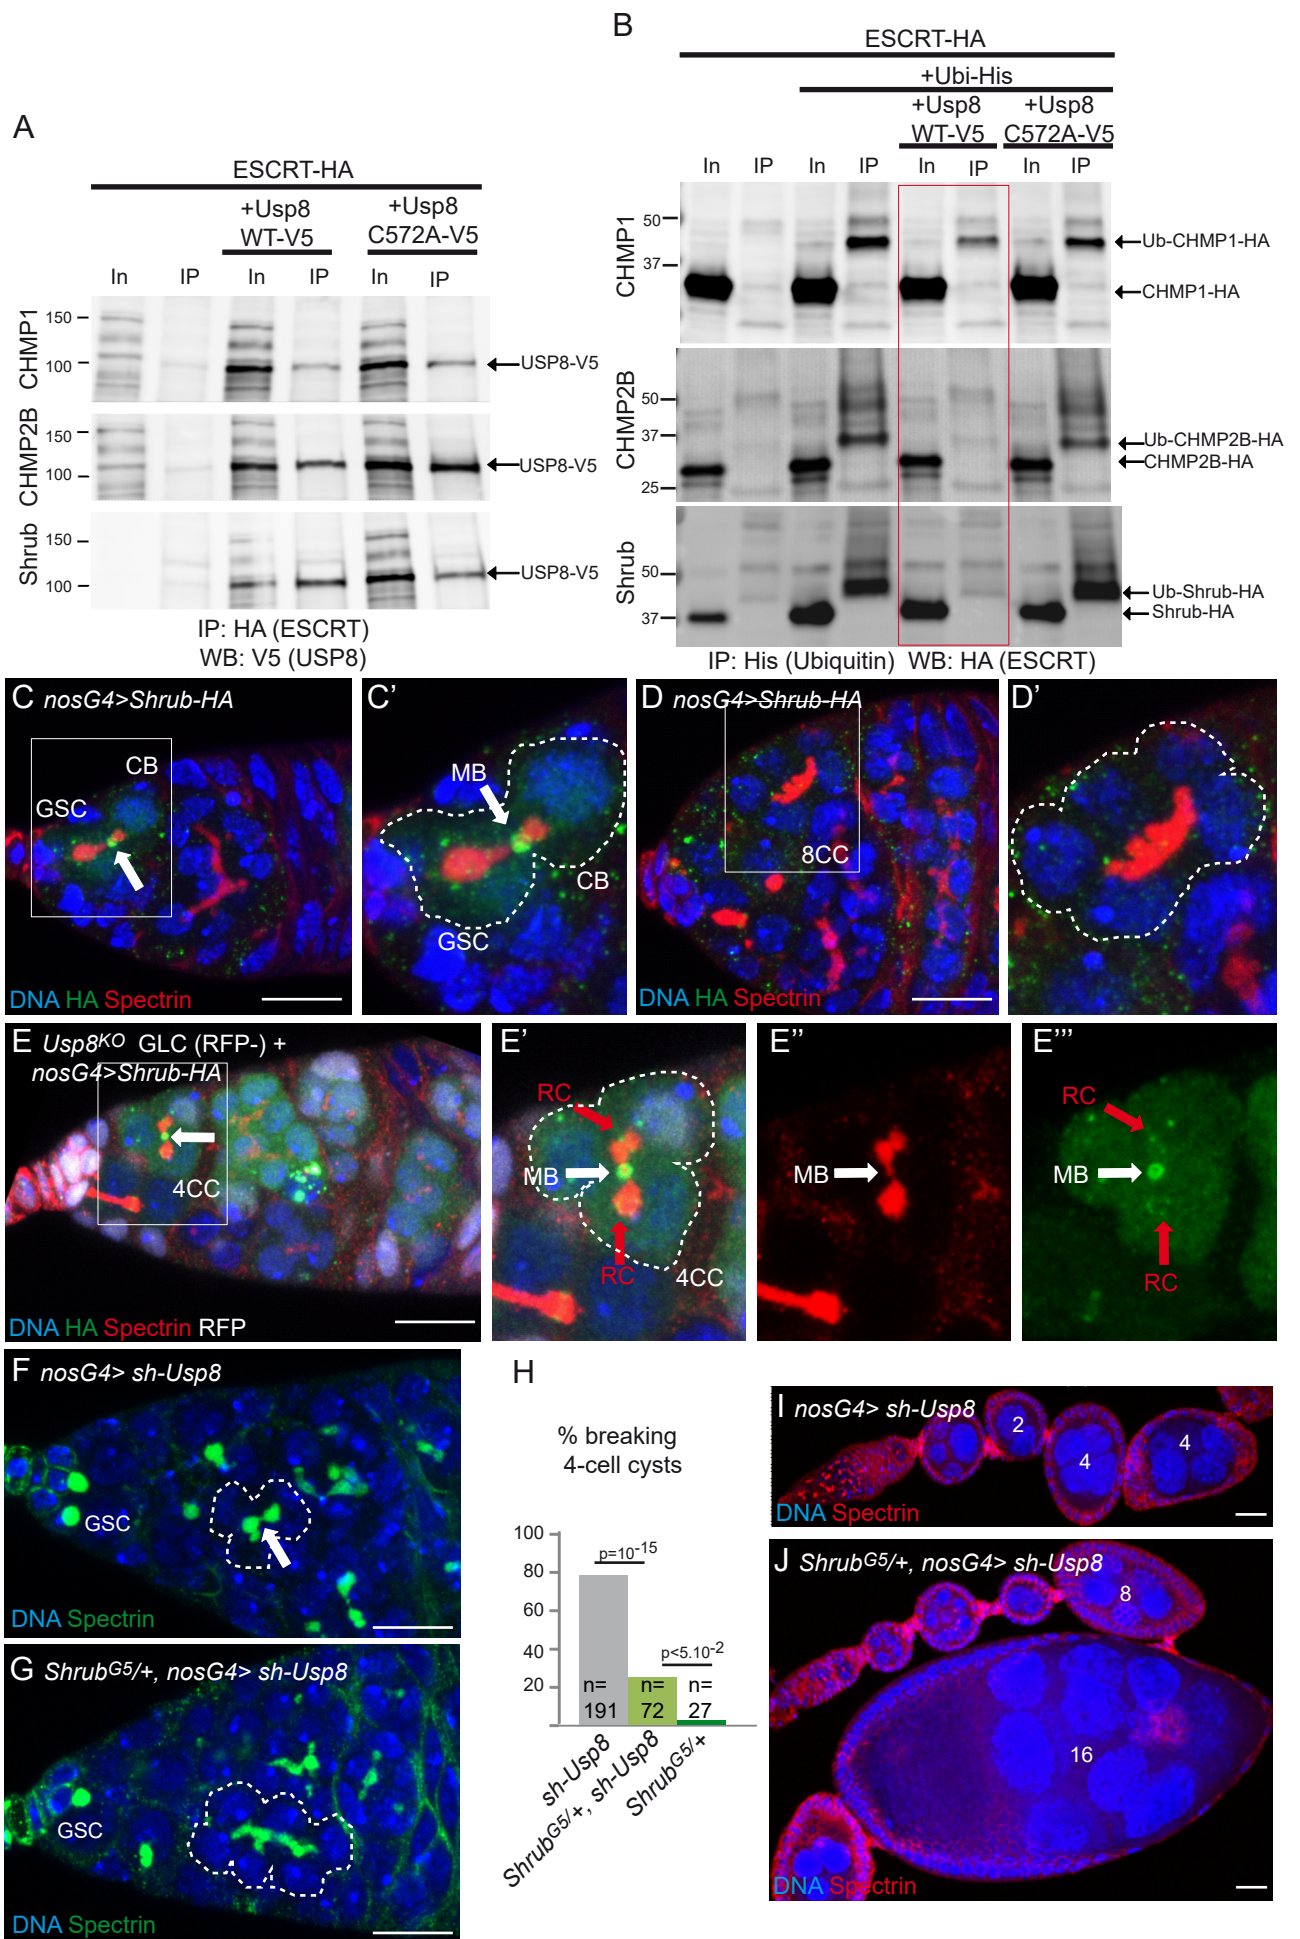 A
ESCRT-HA
+Usp8
WT-V5
+Usp8
C572A-V5
In IP In IP In IP
CHMP1
150
100
USP8-V5
CHMP2B
150
100
USP8-V5
Shrub
150
100
USP8-V5
IP: HA (ESCRT)
WB: V5 (USP8)
B
ESCRT-HA
+Ubi-His
+Usp8
WT-V5
+Usp8
C572A-V5
In IP In IP In IP In IP
CHMP1
50
37
Ub-CHMP1-HA
CHMP1-HA
CHMP2B
50
37
25
Ub-CHMP2B-HA
CHMP2B-HA
Shrub
50
37
Ub-Shrub-HA
Shrub-HA
IP: His (Ubiquitin) WB: HA (ESCRT)
C nosG4>Shrub-HA
CB
GSC
DNA HA Spectrin
C'
MB
CB
GSC
D nosG4>Shrub-HA
8CC
DNA HA Spectrin
D'
E Usp8KO GLC (RFP-) +
nosG4>Shrub-HA
4CC
DNA HA Spectrin RFP
E'
RC
MB
RC
4CC
E''
MB
E'''
RC
MB
RC
F nosG4> sh-Usp8
GSC
DNA Spectrin
G ShrubG5/+, nosG4> sh-Usp8
GSC
DNA Spectrin
H
% breaking
4-cell cysts
100
80
60
40
20
p=10-15
p<5.10-2
n= n= n=
191 72 27
sh-Usp8
ShrubG5/+, sh-Usp8
ShrubG5/+
I nosG4> sh-Usp8
2
4
4
DNA Spectrin
J ShrubG5/+, nosG4> sh-Usp8
8
16
DNA Spectrin